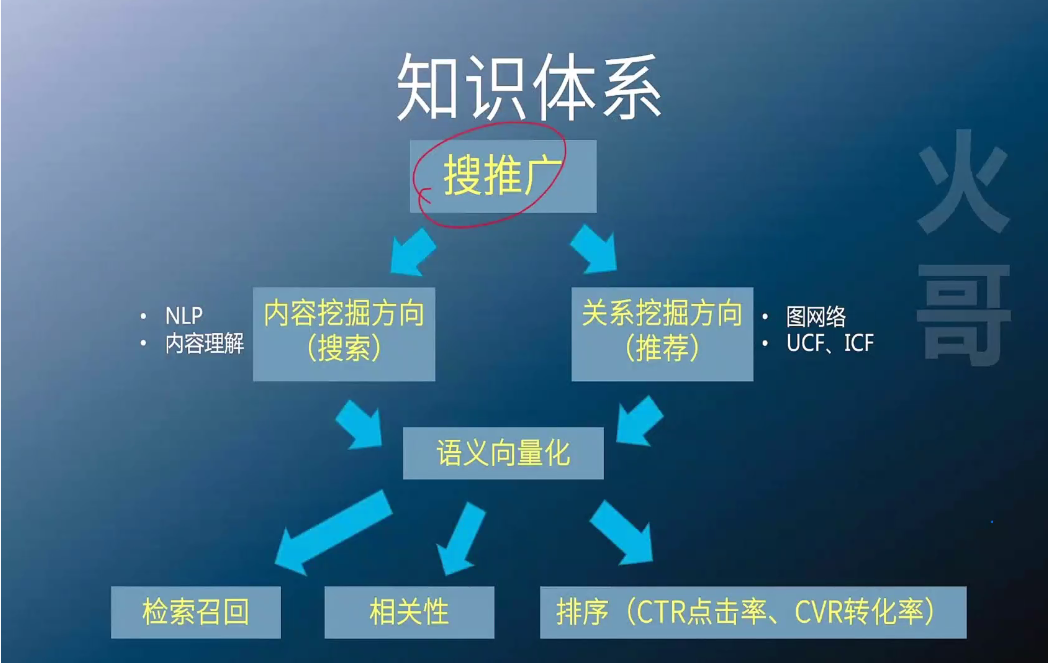 知识体系
搜推广
火哥
• NLP
• 内容理解
内容挖掘方向
（搜索）
关系挖掘方向
（推荐）
• 图网络
• UCF、ICF
语义向量化
检索召回
相关性
排序（CTR点击率、CVR转化率）